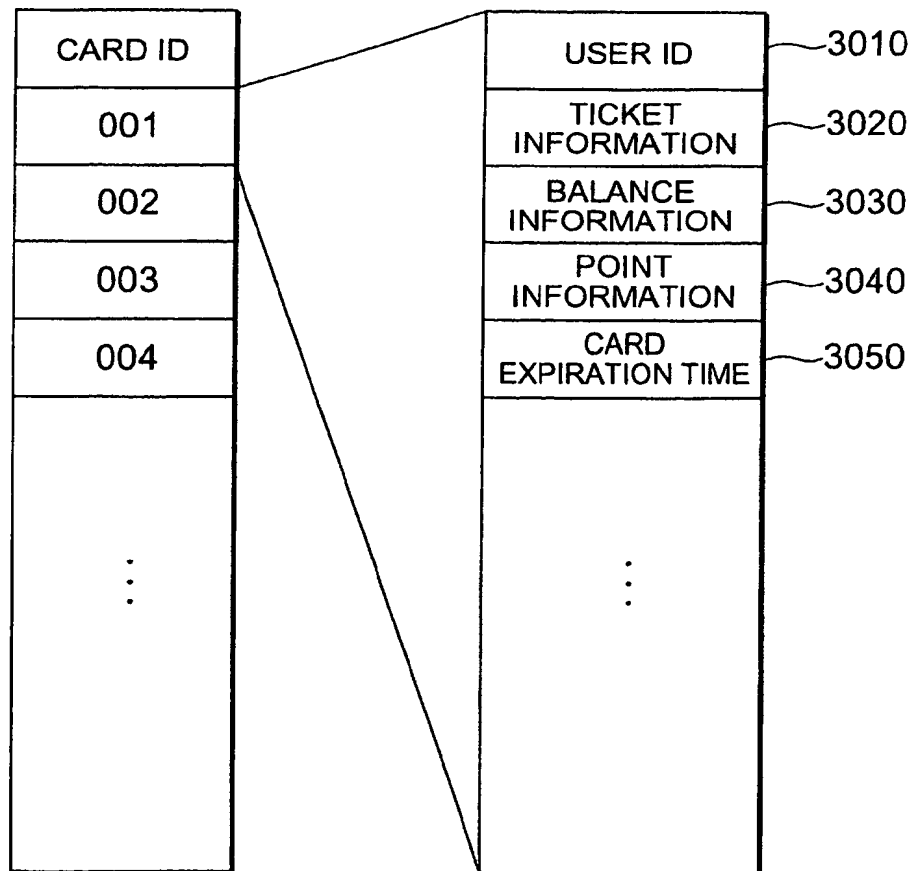 CARD ID
001
002
003
004
USER ID
3010
TICKET
INFORMATION
3020
BALANCE
INFORMATION
3030
POINT
INFORMATION
3040
CARD
EXPIRATION TIME
3050